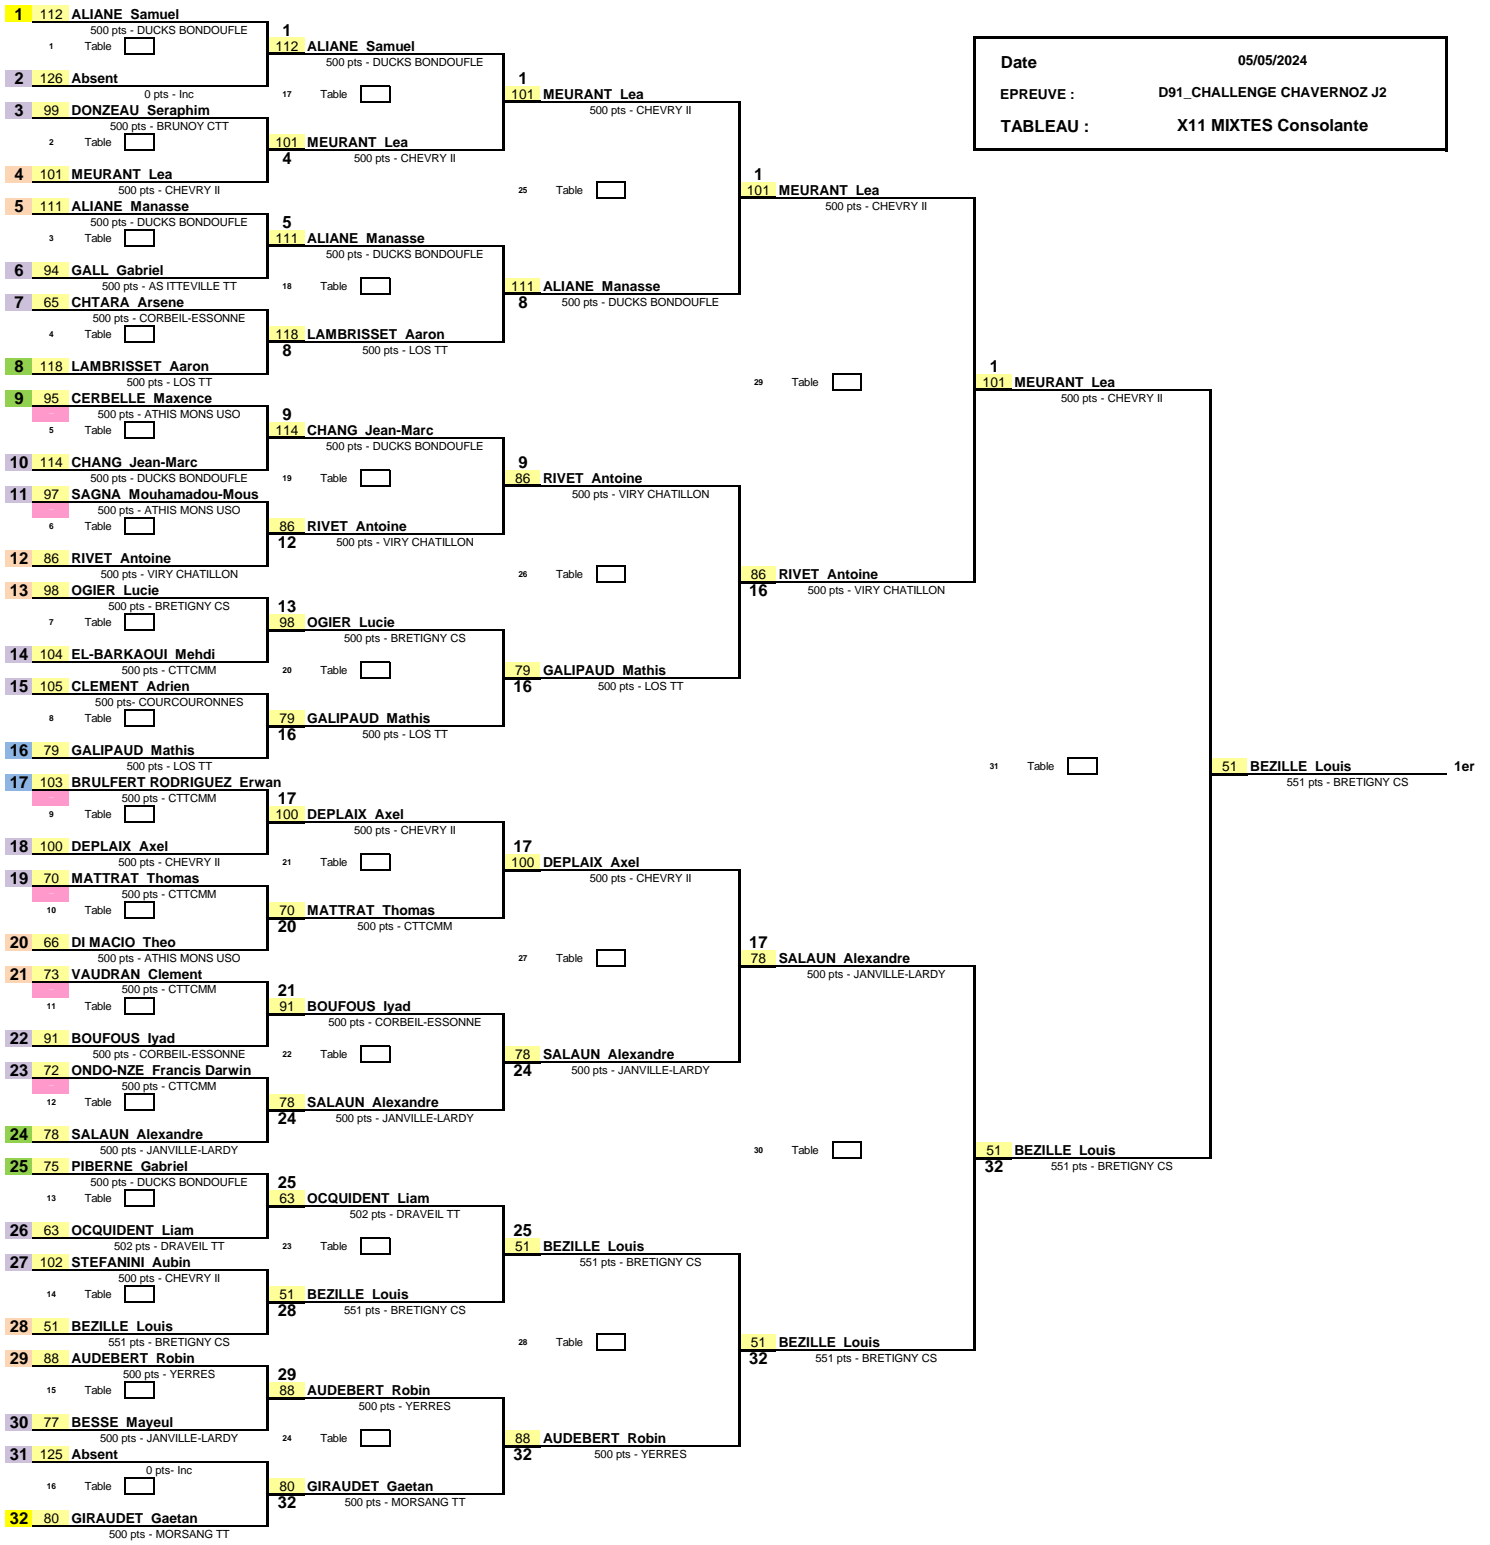 Date 05/05/2024
EPREUVE : D91_CHALLENGE CHAVERNOZ J2
TABLEAU : X11 MIXTES Consolante
1 112 ALIANE Samuel
500 pts - DUCKS BONDOUFLE
1 Table
2 126 Absent
0 pts - Inc
3 99 DONZEAU Seraphim
500 pts - BRUNOY CTT
2 Table
4 101 MEURANT Lea
500 pts - CHEVRY II
5 111 ALIANE Manasse
500 pts - DUCKS BONDOUFLE
3 Table
6 94 GALL Gabriel
500 pts - AS ITTEVILLE TT
7 65 CHTARA Arsene
500 pts - CORBEIL-ESSONNE
4 Table
8 118 LAMBRISSET Aaron
500 pts - LOS TT
9 95 CERBELLE Maxence
500 pts - ATHIS MONS USO
5 Table
10 114 CHANG Jean-Marc
500 pts - DUCKS BONDOUFLE
11 97 SAGNA Mouhamadou-Mous
500 pts - ATHIS MONS USO
6 Table
12 86 RIVET Antoine
500 pts - VIRY CHATILLON
13 98 OGIER Lucie
500 pts - BRETIGNY CS
7 Table
14 104 EL-BARKAOUI Mehdi
500 pts - CTTCMM
15 105 CLEMENT Adrien
500 pts- COURCOURONNES
8 Table
16 79 GALIPAUD Mathis
500 pts - LOS TT
17 103 BRULFERT RODRIGUEZ Erwan
500 pts - CTTCMM
9 Table
18 100 DEPLAIX Axel
500 pts - CHEVRY II
19 70 MATTRAT Thomas
500 pts - CTTCMM
10 Table
20 66 DI MACIO Theo
500 pts - ATHIS MONS USO
21 73 VAUDRAN Clement
500 pts - CTTCMM
11 Table
22 91 BOUFOUS Iyad
500 pts - CORBEIL-ESSONNE
23 72 ONDO-NZE Francis Darwin
500 pts - CTTCMM
12 Table
24 78 SALAUN Alexandre
500 pts - JANVILLE-LARDY
25 75 PIBERNE Gabriel
500 pts - DUCKS BONDOUFLE
13 Table
26 63 OCQUIDENT Liam
502 pts - DRAVEIL TT
27 102 STEFANINI Aubin
500 pts - CHEVRY II
14 Table
28 51 BEZILLE Louis
551 pts - BRETIGNY CS
29 88 AUDEBERT Robin
500 pts - YERRES
15 Table
30 77 BESSE Mayeul
500 pts - JANVILLE-LARDY
31 125 Absent
0 pts- Inc
16 Table
32 80 GIRAUDET Gaetan
500 pts - MORSANG TT
1
112 ALIANE Samuel
500 pts - DUCKS BONDOUFLE
17 Table
101 MEURANT Lea
4 500 pts - CHEVRY II
5
111 ALIANE Manasse
500 pts - DUCKS BONDOUFLE
18 Table
118 LAMBRISSET Aaron
8 500 pts - LOS TT
9
114 CHANG Jean-Marc
500 pts - DUCKS BONDOUFLE
19 Table
86 RIVET Antoine
12 500 pts - VIRY CHATILLON
13
98 OGIER Lucie
500 pts - BRETIGNY CS
20 Table
79 GALIPAUD Mathis
16 500 pts - LOS TT
17
100 DEPLAIX Axel
500 pts - CHEVRY II
21 Table
70 MATTRAT Thomas
20 500 pts - CTTCMM
21
91 BOUFOUS Iyad
500 pts - CORBEIL-ESSONNE
22 Table
78 SALAUN Alexandre
24 500 pts - JANVILLE-LARDY
25
63 OCQUIDENT Liam
502 pts - DRAVEIL TT
23 Table
51 BEZILLE Louis
28 551 pts - BRETIGNY CS
29
88 AUDEBERT Robin
500 pts - YERRES
24 Table
80 GIRAUDET Gaetan
32 500 pts - MORSANG TT
1
101 MEURANT Lea
500 pts - CHEVRY II
25 Table
111 ALIANE Manasse
8 500 pts - DUCKS BONDOUFLE
9
86 RIVET Antoine
500 pts - VIRY CHATILLON
26 Table
79 GALIPAUD Mathis
16 500 pts - LOS TT
17
100 DEPLAIX Axel
500 pts - CHEVRY II
27 Table
78 SALAUN Alexandre
24 500 pts - JANVILLE-LARDY
25
51 BEZILLE Louis
551 pts - BRETIGNY CS
28 Table
88 AUDEBERT Robin
32 500 pts - YERRES
1
101 MEURANT Lea
500 pts - CHEVRY II
29 Table
86 RIVET Antoine
16 500 pts - VIRY CHATILLON
17
78 SALAUN Alexandre
500 pts - JANVILLE-LARDY
30 Table
51 BEZILLE Louis
32 551 pts - BRETIGNY CS
1
101 MEURANT Lea
500 pts - CHEVRY II
31 Table
51 BEZILLE Louis
32 551 pts - BRETIGNY CS
51 BEZILLE Louis 1er
551 pts - BRETIGNY CS